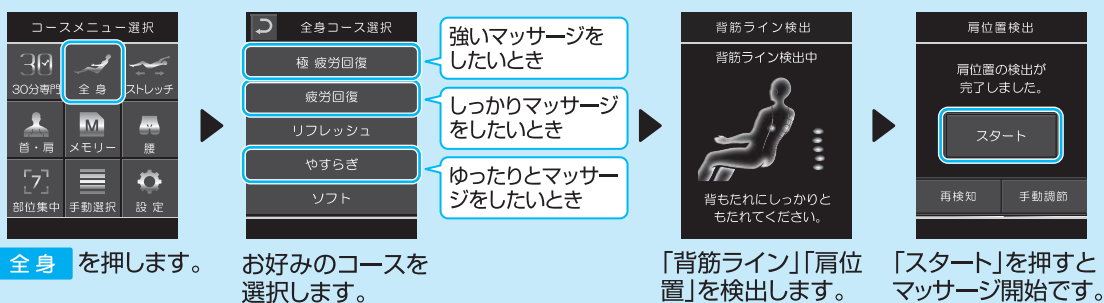 コースメニュー選択
30
30分専門
全 身
ストレッチ
首・肩
M
メモリー
腰
7
部位集中
手動選択
設 定
全 身 を押します。
全身コース選択
極 疲労回復
疲労回復
リフレッシュ
やすらぎ
ソフト
強いマッサージを
したいとき
しっかりマッサージ
をしたいとき
ゆったりとマッサー
ジをしたいとき
お好みのコースを
選択します。
背筋ライン検出
背筋ライン検出中
背もたれにしっかりと
もたれてください。
「背筋ライン」「肩位
置」を検出します。
肩位置検出
肩位置の検出が
完了しました。
スタート
再検知
手動調節
「スタート」を押すと
マッサージ開始です。